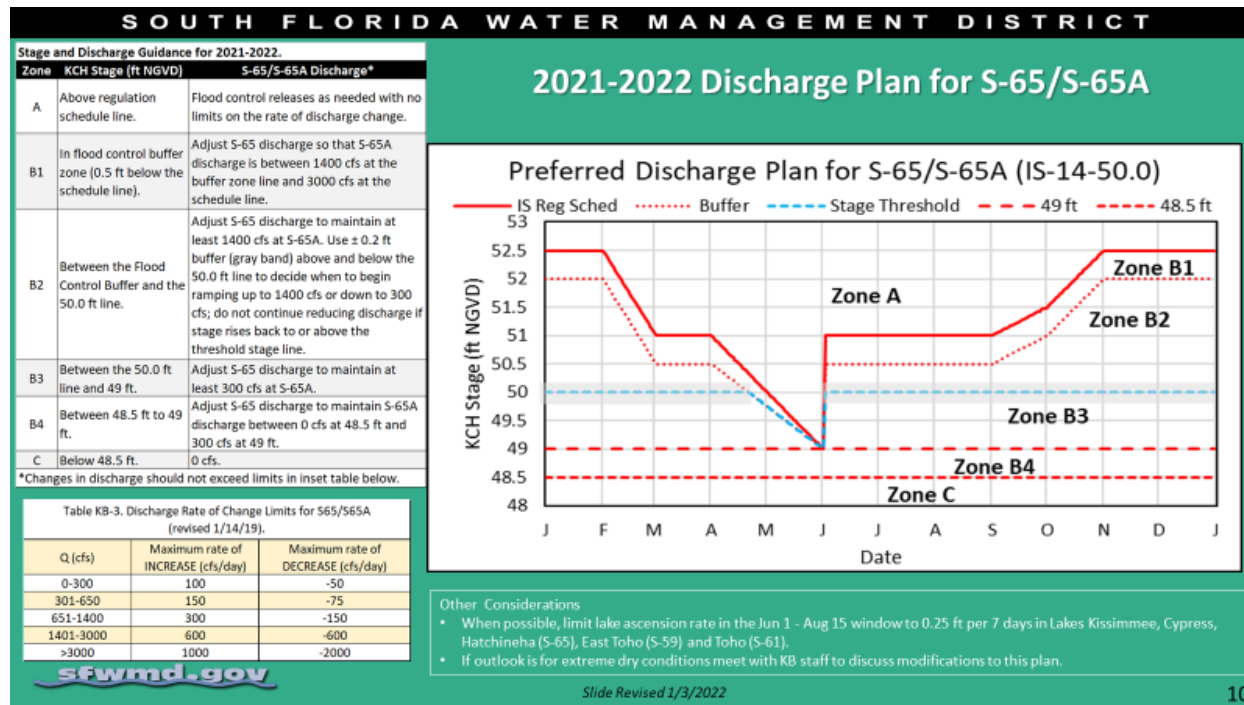 SOUTH FLORIDA WATER MANAGEMENT DISTRICT
Stage and Discharge Guidance for 2021-2022.
Zone KCH Stage (ft NGVD) S-65/S-65A Discharge*
A
Above regulation
schedule line.
Flood control releases as needed with no
limits on the rate of discharge change.
B1
In flood control buffer
zone (0.5 ft below the
schedule line).
Adjust S-65 discharge so that S-65A
discharge is between 1400 cfs at the
buffer zone line and 3000 cfs at the
schedule line.
B2
Between the Flood
Control Buffer and the
50.0 ft line.
Adjust S-65 discharge to maintain at
least 1400 cfs at S-65A. Use ± 0.2 ft
buffer (gray band) above and below the
50.0 ft line to decide when to begin
ramping up to 1400 cfs or down to 300
cfs; do not continue reducing discharge if
stage rises back to or above the
threshold stage line.
B3
Between the 50.0 ft
line and 49 ft.
Adjust S-65 discharge to maintain at
least 300 cfs at S-65A.
B4
Between 48.5 ft to 49
ft.
Adjust S-65 discharge to maintain S-65A
discharge between 0 cfs at 48.5 ft and
300 cfs at 49 ft.
C Below 48.5 ft. 0 cfs.
*Changes in discharge should not exceed limits in inset table below.
Table KB-3. Discharge Rate of Change Limits for S65/S65A
(revised 1/14/19).
Q (cfs)
Maximum rate of
INCREASE (cfs/day)
Maximum rate of
DECREASE (cfs/day)
0-300 100 -50
301-650 150 -75
651-1400 300 -150
1401-3000 600 -600
>3000 1000 -2000
sfwmd.gov
2021-2022 Discharge Plan for S-65/S-65A
Preferred Discharge Plan for S-65/S-65A (IS-14-50.0)
IS Reg Sched Buffer Stage Threshold 49 ft 48.5 ft
KCH Stage (ft NGVD)
53
52.5
52
51.5
51
50.5
50
49.5
49
48.5
48
Zone B1
Zone A
Zone B2
Zone B3
Zone B4
Zone C
J F M A M J J A S O N D J
Date
Other Considerations
• When possible, limit lake ascension rate in the Jun 1 - Aug 15 window to 0.25 ft per 7 days in Lakes Kissimmee, Cypress,
Hatchineha (S-65), East Toho (S-59) and Toho (S-61).
• If outlook is for extreme dry conditions meet with KB staff to discuss modifications to this plan.
Slide Revised 1/3/2022
10